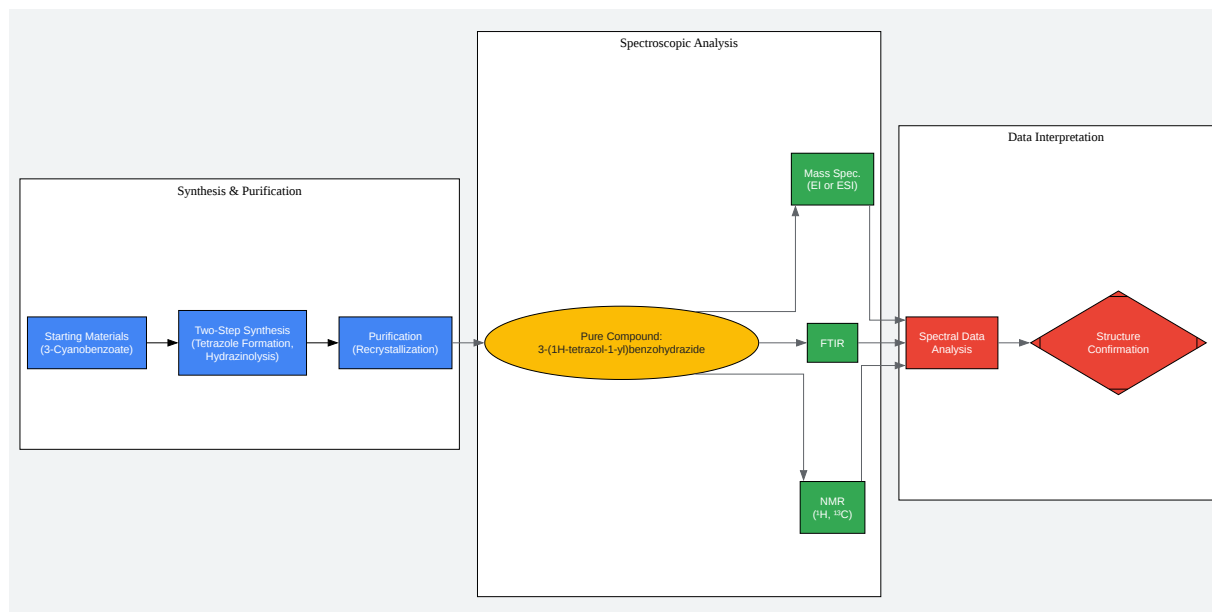 Synthesis & Purification
Starting Materials
(3-Cyanobenzoate)
Two-Step Synthesis
(Tetrazole Formation,
Hydrazinolysis)
Purification
(Recrystallization)
Spectroscopic Analysis
Pure Compound:
3-(1H-tetrazol-1-yl)benzohydrazide
Mass Spec.
(EI or ESI)
FTIR
NMR
(¹H, ¹³C)
Data Interpretation
Spectral Data
Analysis
Structure
Confirmation